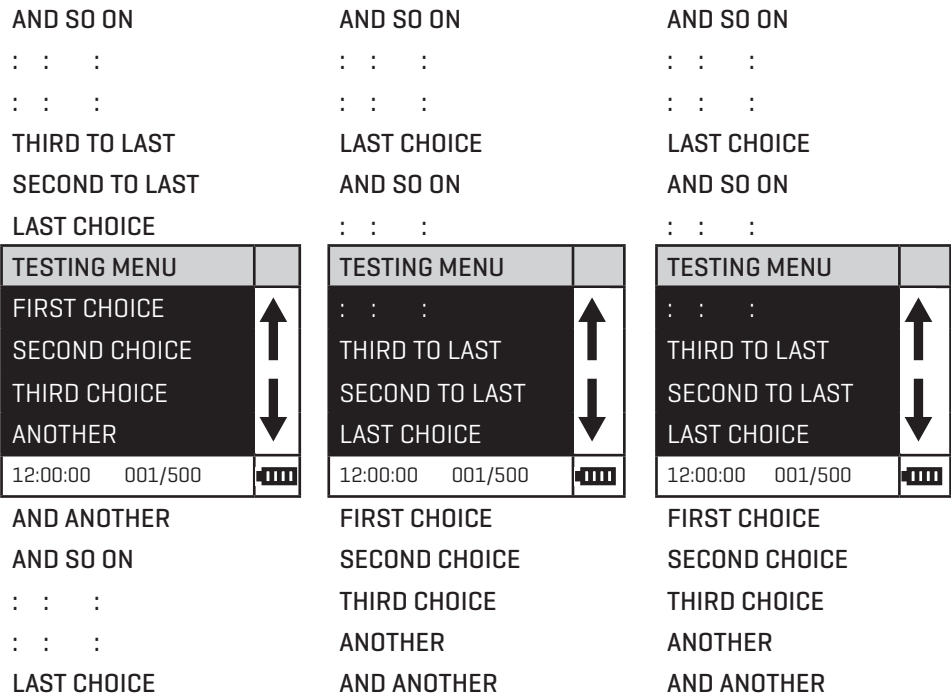 AND SO ON
: : :
: : :
THIRD TO LAST
SECOND TO LAST
LAST CHOICE
TESTING MENU
FIRST CHOICE
SECOND CHOICE
THIRD CHOICE
ANOTHER
12:00:00 001/500
AND ANOTHER
AND SO ON
: : :
: : :
LAST CHOICE
AND SO ON
: : :
: : :
LAST CHOICE
AND SO ON
: : :
TESTING MENU
: : :
THIRD TO LAST
SECOND TO LAST
LAST CHOICE
12:00:00 001/500
FIRST CHOICE
SECOND CHOICE
THIRD CHOICE
ANOTHER
AND ANOTHER
AND SO ON
: : :
: : :
LAST CHOICE
AND SO ON
: : :
TESTING MENU
: : :
THIRD TO LAST
SECOND TO LAST
LAST CHOICE
12:00:00 001/500
FIRST CHOICE
SECOND CHOICE
THIRD CHOICE
ANOTHER
AND ANOTHER